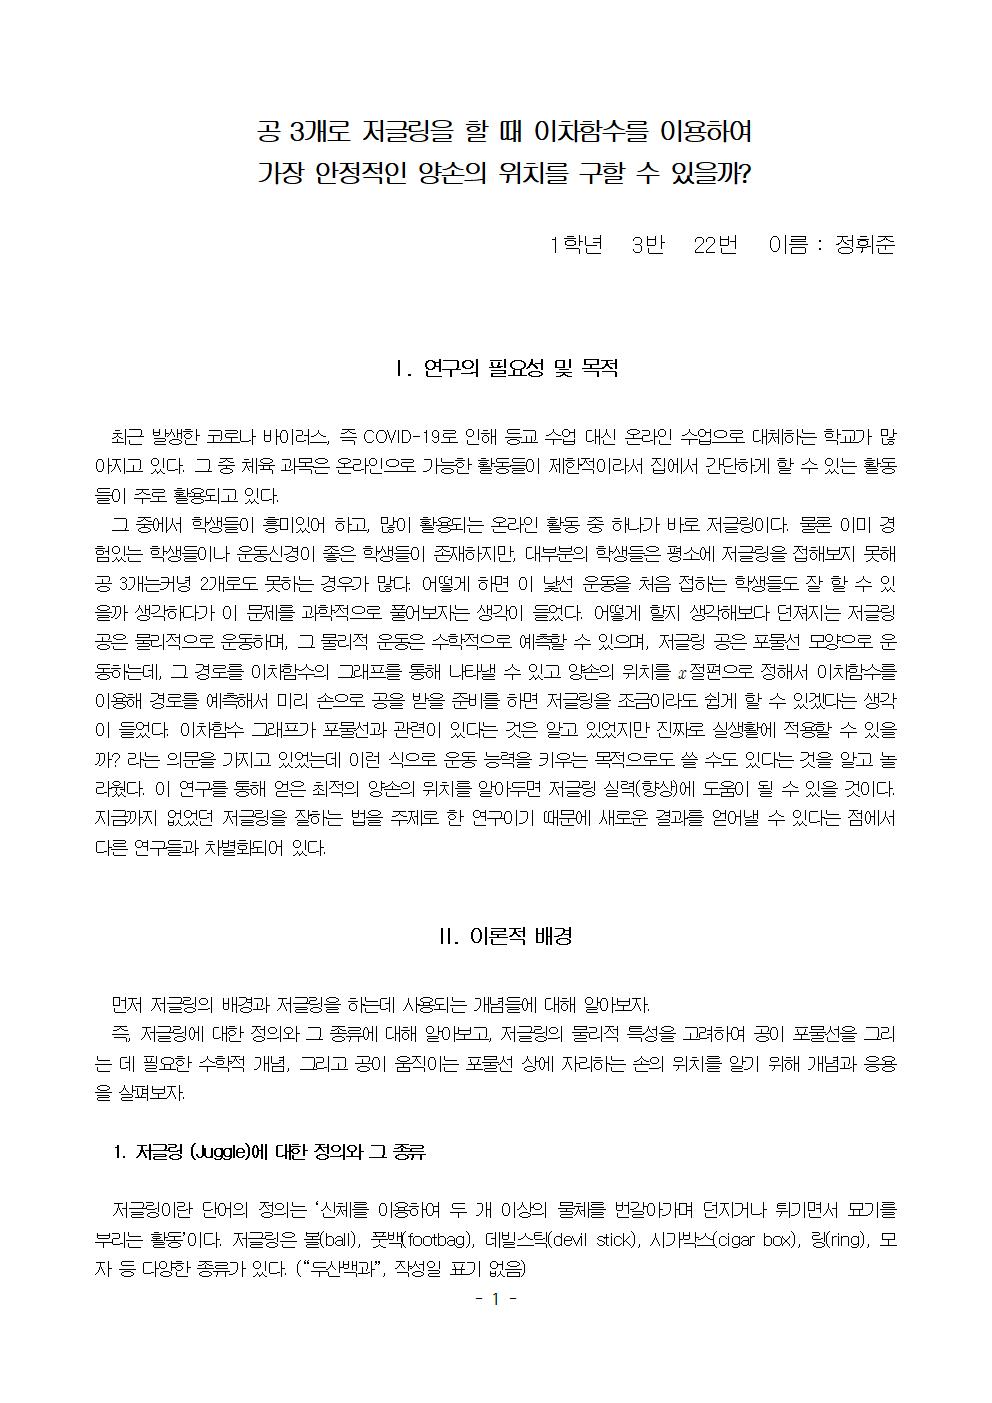 공 3개로 저글링을 할 때 이차함수를 이용하여
가장 안정적인 양손의 위치를 구할 수 있을까?
1학년 3반 22번 이름 : 정휘준
Ⅰ. 연구의 필요성 및 목적
최근 발생한 코로나 바이러스, 즉 COVID-19로 인해 등교 수업 대신 온라인 수업으로 대체하는 학교가 많
아지고 있다. 그 중 체육 과목은 온라인으로 가능한 활동들이 제한적이라서 집에서 간단하게 할 수 있는 활동
들이 주로 활용되고 있다.
그 중에서 학생들이 흥미있어 하고, 많이 활용되는 온라인 활동 중 하나가 바로 저글링이다. 물론 이미 경
험있는 학생들이나 운동신경이 좋은 학생들이 존재하지만, 대부분의 학생들은 평소에 저글링을 접해보지 못해
공 3개는커녕 2개로도 못하는 경우가 많다. 어떻게 하면 이 낯선 운동을 처음 접하는 학생들도 잘 할 수 있
을까 생각하다가 이 문제를 과학적으로 풀어보자는 생각이 들었다. 어떻게 할지 생각해보다 던져지는 저글링
공은 물리적으로 운동하며, 그 물리적 운동은 수학적으로 예측할 수 있으며, 저글링 공은 포물선 모양으로 운
동하는데, 그 경로를 이차함수의 그래프를 통해 나타낼 수 있고 양손의 위치를 x절편으로 정해서 이차함수를
이용해 경로를 예측해서 미리 손으로 공을 받을 준비를 하면 저글링을 조금이라도 쉽게 할 수 있겠다는 생각
이 들었다. 이차함수 그래프가 포물선과 관련이 있다는 것은 알고 있었지만 진짜로 실생활에 적용할 수 있을
까? 라는 의문을 가지고 있었는데 이런 식으로 운동 능력을 키우는 목적으로도 쓸 수도 있다는 것을 알고 놀
라웠다. 이 연구를 통해 얻은 최적의 양손의 위치를 알아두면 저글링 실력(향상)에 도움이 될 수 있을 것이다.
지금까지 없었던 저글링을 잘하는 법을 주제로 한 연구이기 때문에 새로운 결과를 얻어낼 수 있다는 점에서
다른 연구들과 차별화되어 있다.
Ⅱ. 이론적 배경
먼저 저글링의 배경과 저글링을 하는데 사용되는 개념들에 대해 알아보자.
즉, 저글링에 대한 정의와 그 종류에 대해 알아보고, 저글링의 물리적 특성을 고려하여 공이 포물선을 그리
는 데 필요한 수학적 개념, 그리고 공이 움직이는 포물선 상에 자리하는 손의 위치를 알기 위해 개념과 응용
을 살펴보자.
1. 저글링 (Juggle)에 대한 정의와 그 종류
저글링이란 단어의 정의는 ‘신체를 이용하여 두 개 이상의 물체를 번갈아가며 던지거나 튀기면서 묘기를
부리는 활동’이다. 저글링은 볼(ball), 풋백(footbag), 데빌스틱(devil stick), 시가박스(cigar box), 링(ring), 모
자 등 다양한 종류가 있다. (“두산백과”, 작성일 표기 없음)
- 1 -